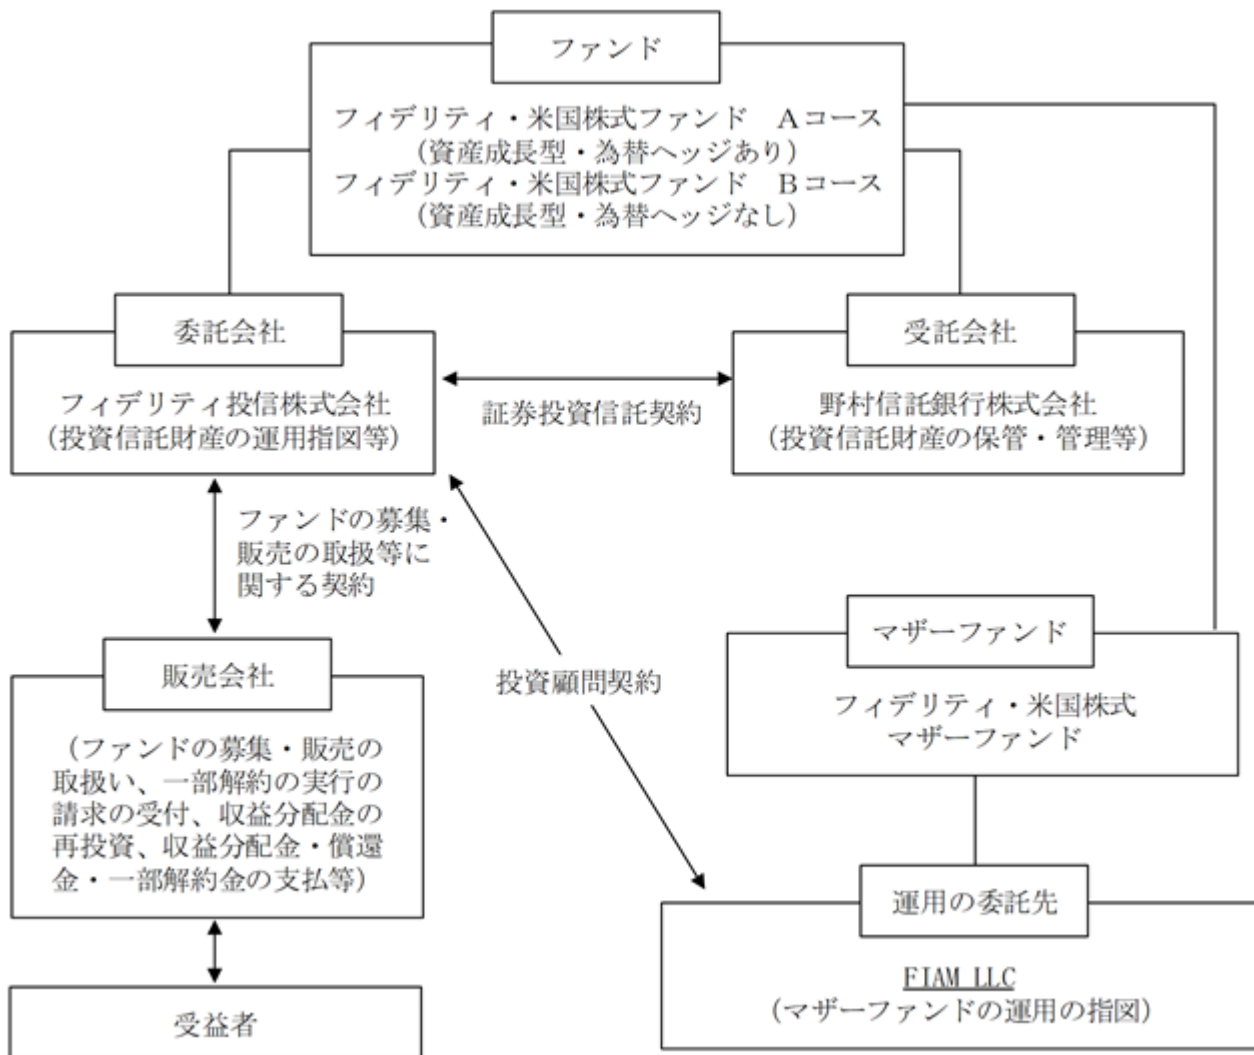 ファンド
フィデリティ・米国株式ファンド　Aコース
（資産成長型・為替ヘッジあり）
フィデリティ・米国株式ファンド　Bコース
（資産成長型・為替ヘッジなし）
委託会社
フィデリティ投信株式会社
（投資信託財産の運用指図等）
証券投資信託契約
受託会社
野村信託銀行株式会社
（投資信託財産の保管・管理等）
ファンドの募集・
販売の取扱等に
関する契約
投資顧問契約
マザーファンド
フィデリティ・米国株式
マザーファンド
販売会社
（ファンドの募集・販売の
取扱い、一部解約の実行の
請求の受付、収益分配金の
再投資、収益分配金・償還
金・一部解約金の支払等）
運用の委託先
FIAM LLC
（マザーファンドの運用の指図）
受益者